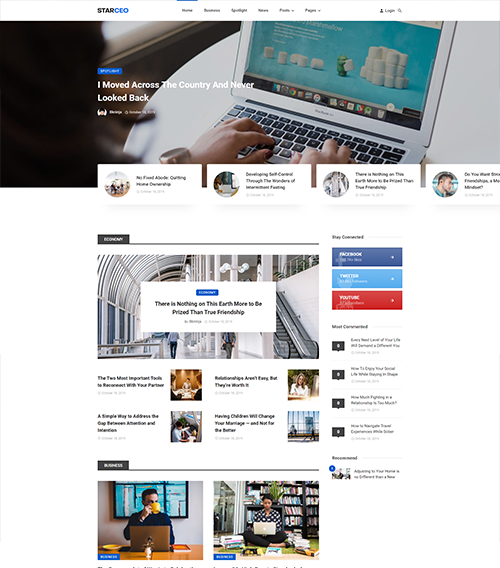 STARCEO
Home Business Spotlight News Posts Pages Login
SPOTLIGHT
I Moved Across The Country And Never
Looked Back
October 16, 2019
No Fixed Abode: Quitting
Home Ownership
October 16, 2019
Developing Self-Control
Through The Wonders of
Intermittent Fasting
October 16, 2019
There is Nothing on This
Earth More to Be Prized Than
True Friendship
October 16, 2019
Do You Want
Friendships, a
Mindset?
October 16, 2019
ECONOMY
ECONOMY
There is Nothing on This Earth More to Be
Prized Than True Friendship
October 16, 2019
The Two Most Important Tools
to Reconnect With Your Partner
October 16, 2019
Relationships Aren't Easy, But
They're Worth It
October 16, 2019
A Simple Way to Address the
Gap Between Attention and
Intention
October 16, 2019
Having Children Will Change
Your Marriage — and Not for
the Better
October 16, 2019
BUSINESS
BUSINESS
BUSINESS
Stay Connected
FACEBOOK
TWITTER
YOUTUBE
Most Commented
0
Every Next Level of Your Life
Will Demand a Different You
October 16, 2019
0
How To Enjoy Your Social
Life While Staying In Shape
October 16, 2019
0
How Much Fighting in a
Relationship Is Too Much?
October 16, 2019
0
How to Navigate Travel
Experiences While Sober
October 16, 2019
Recommend
Adjusting to Your Home is
no Different than a New